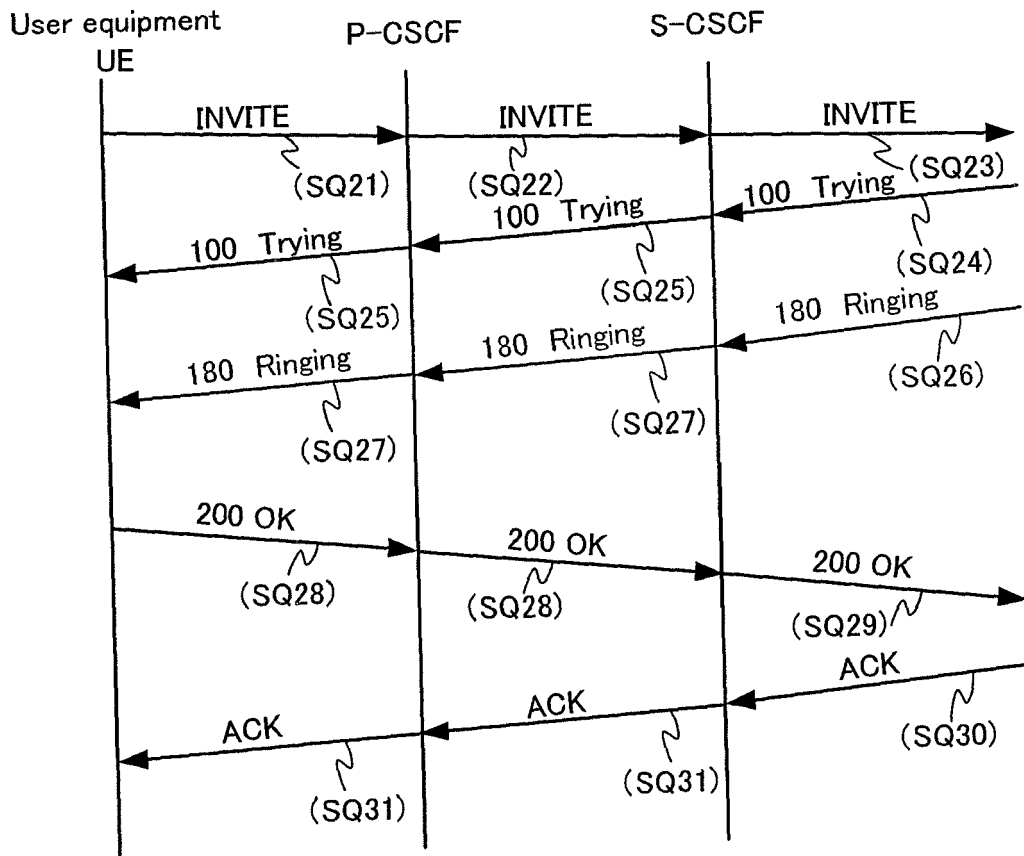 User equipment
UE
P-CSCF
S-CSCF
INVITE
INVITE
INVITE
(SQ21)
(SQ22)
(SQ23)
100 Trying
100 Trying
100 Trying
(SQ24)
(SQ25)
(SQ25)
180 Ringing
180 Ringing
180 Ringing
(SQ26)
(SQ27)
(SQ27)
200 OK
200 OK
200 OK
(SQ28)
(SQ28)
(SQ29)
ACK
ACK
ACK
(SQ30)
(SQ31)
(SQ31)